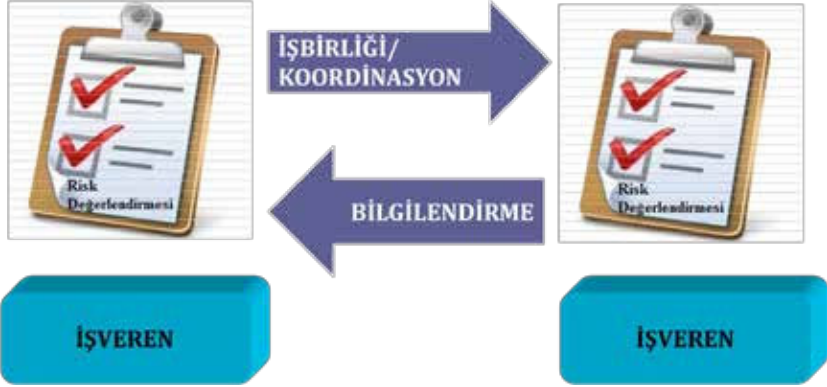 İŞBİRLİĞİ/
KOORDİNASYON
Risk
Değerlendirmesi
Risk
Değerlendirmesi
BİLGİLENDİRME
İŞVEREN
İŞVEREN